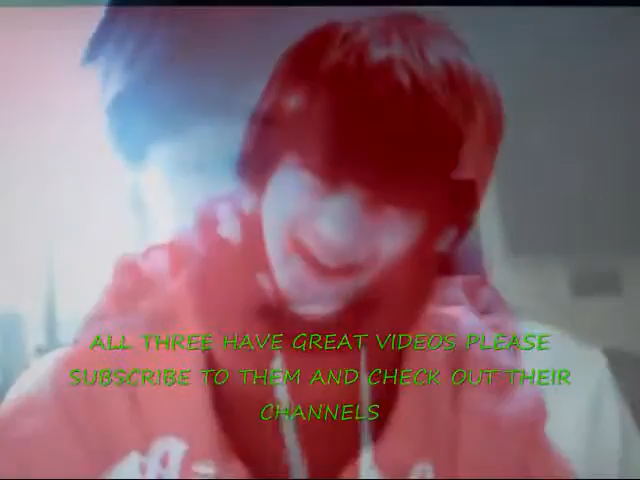 ALL THREE HAVE GREAT VIDEOS PLEASE
SUBSCRIBE TO THEM AND CHECK OUT THEIR
CHANNELS